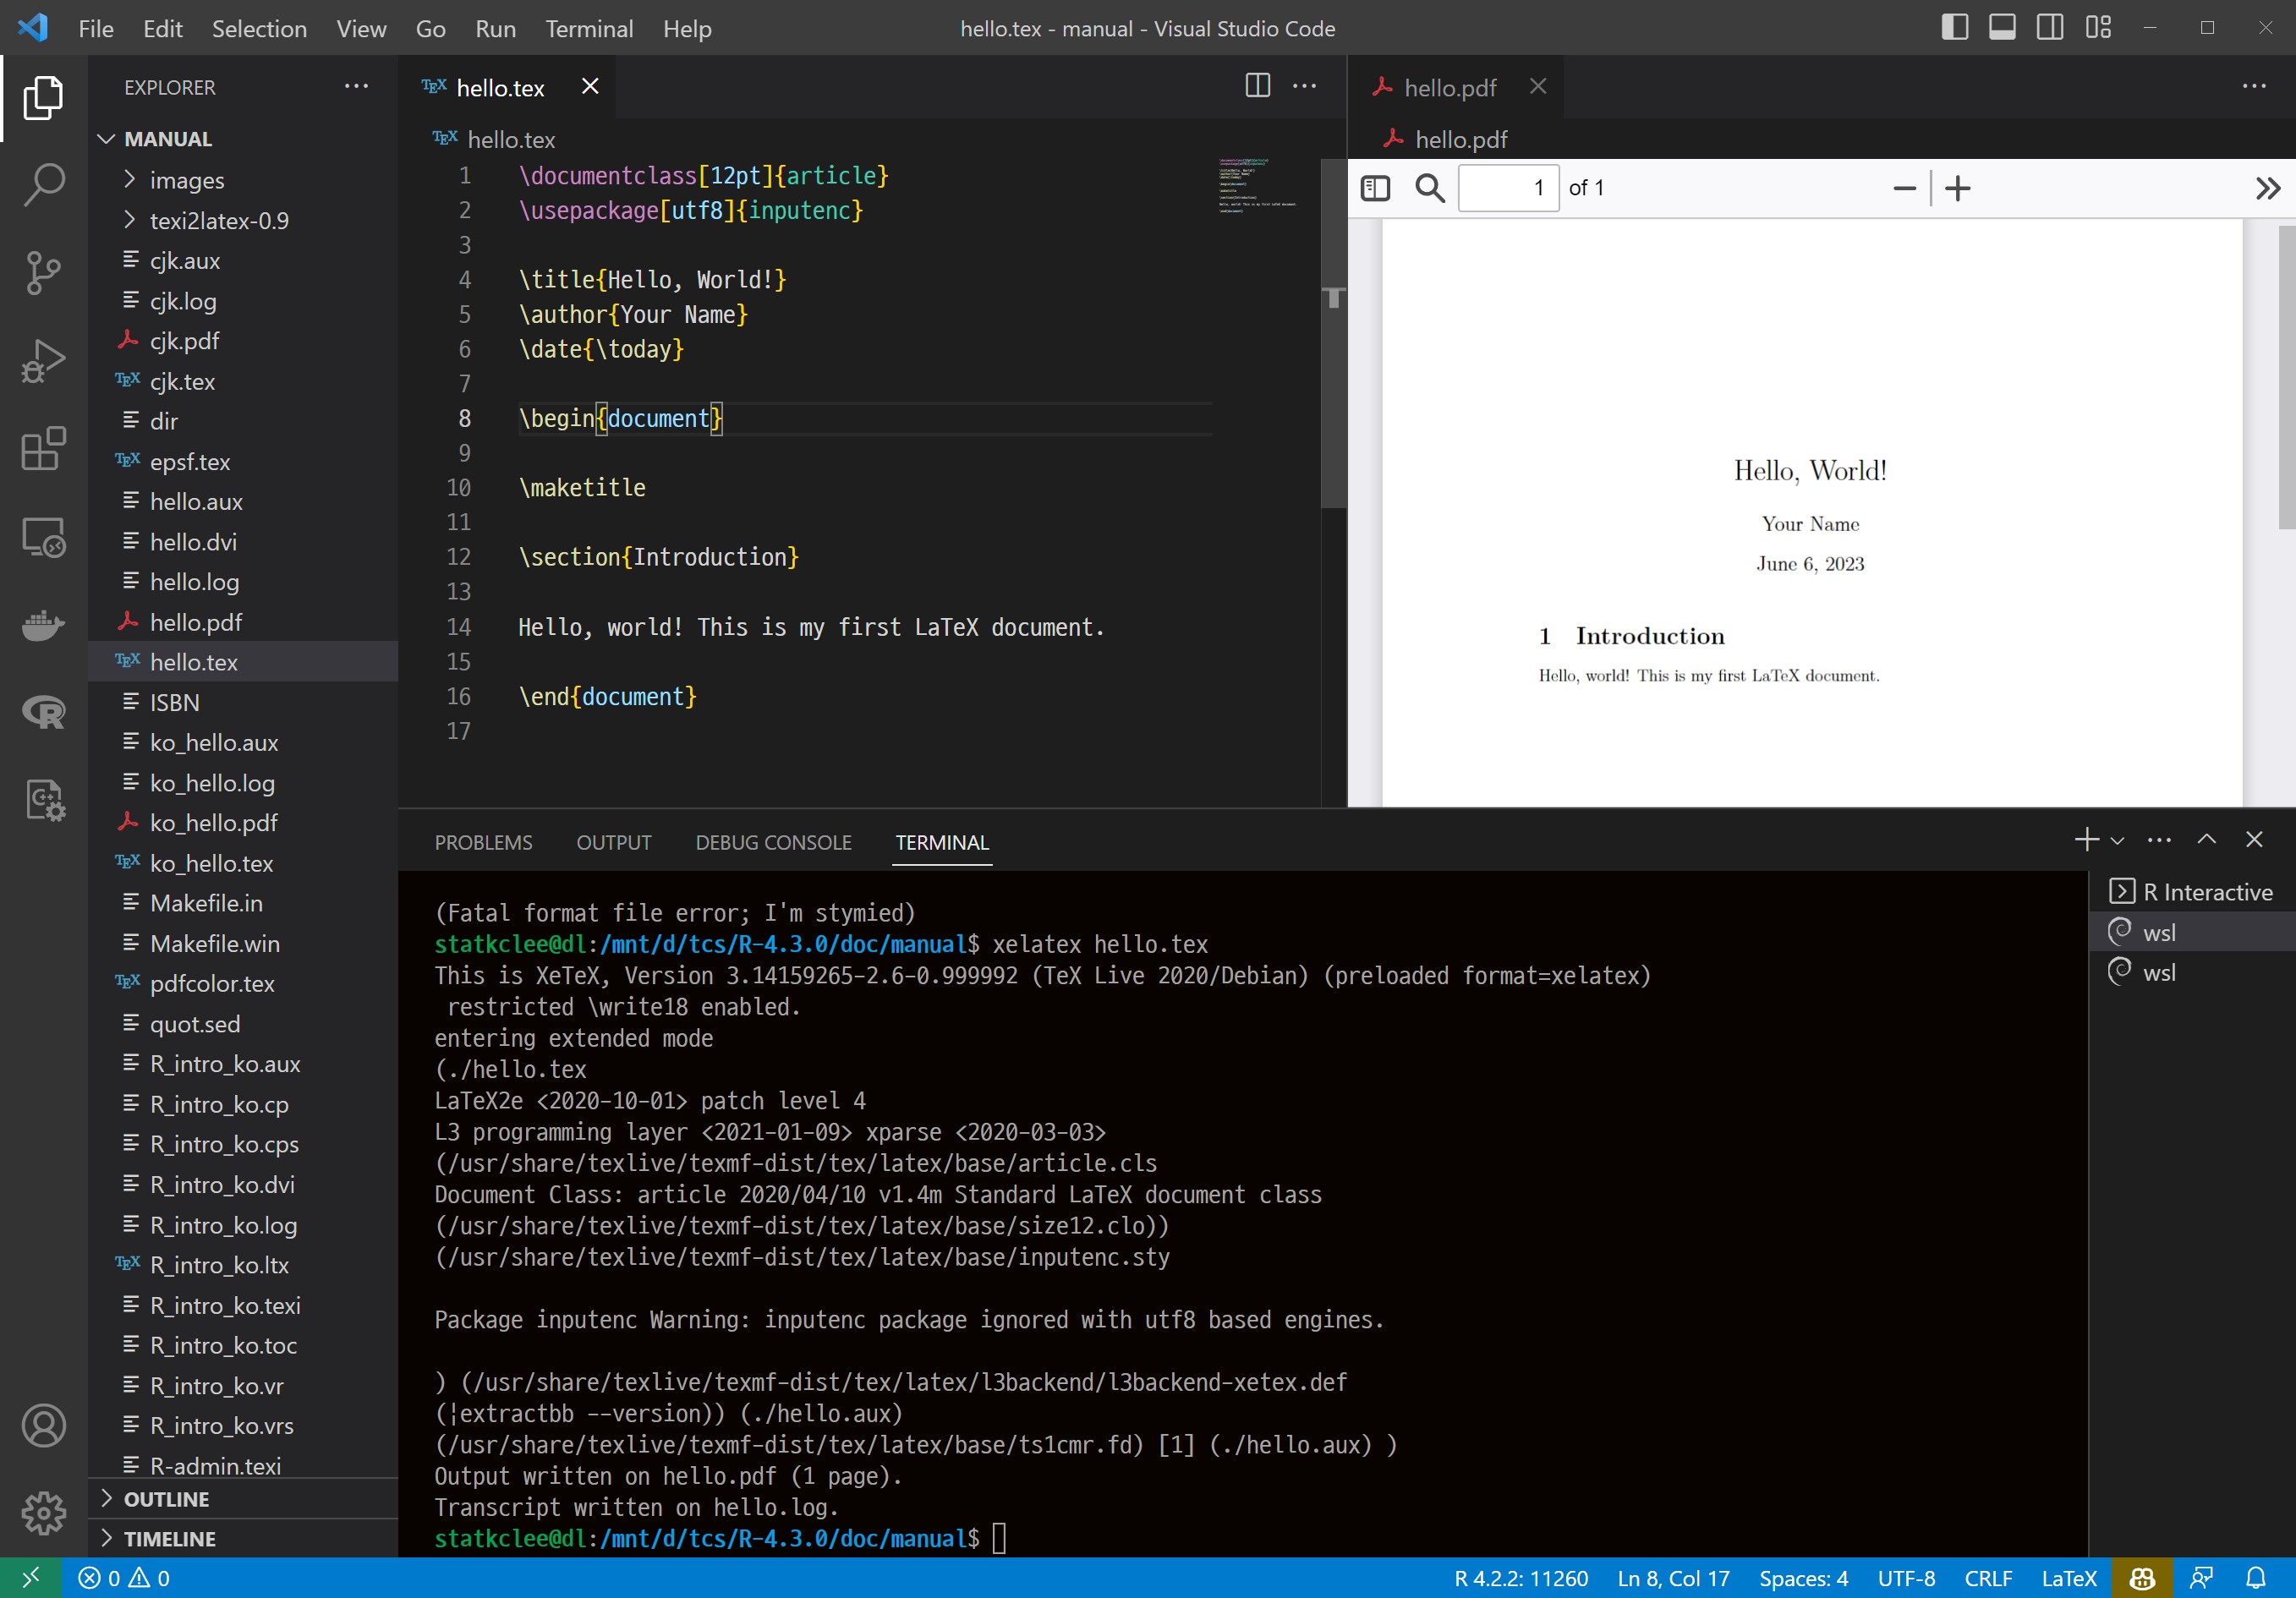 File Edit Selection View Go Run Terminal Help
hello.tex - manual - Visual Studio Code
EXPLORER
MANUAL
images
texi2latex-0.9
cjk.aux
cjk.log
cjk.pdf
TEX cjk.tex
dir
TEX epsf.tex
hello.aux
hello.dvi
hello.log
hello.pdf
TEX hello.tex
ISBN
ko_hello.aux
ko_hello.log
ko_hello.pdf
TEX ko_hello.tex
Makefile.in
Makefile.win
TEX pdfcolor.tex
quot.sed
R_intro_ko.aux
R_intro_ko.cp
R_intro_ko.cps
R_intro_ko.dvi
R_intro_ko.log
TEX R_intro_ko.ltx
R_intro_ko.texi
R_intro_ko.toc
R_intro_ko.vr
R_intro_ko.vrs
R-admin.texi
OUTLINE
TIMELINE
TEX hello.tex
TEX hello.tex
1 \documentclass[12pt]{article}
2 \usepackage[utf8]{inputenc}
3
4 \title{Hello, World!}
5 \author{Your Name}
6 \date{\today}
7
8 \begin{document}
9
10 \maketitle
11
12 \section{Introduction}
13
14 Hello, world! This is my first LaTeX document.
15
16 \end{document}
17
hello.pdf
hello.pdf
1 of 1
Hello, World!
Your Name
June 6, 2023
1 Introduction
Hello, world! This is my first LaTeX document.
PROBLEMS OUTPUT DEBUG CONSOLE TERMINAL
(Fatal format file error; I'm stymied)
statkclee@dl:/mnt/d/tcs/R-4.3.0/doc/manual$ xelatex hello.tex
This is XeTeX, Version 3.14159265-2.6-0.999992 (TeX Live 2020/Debian) (preloaded format=xelatex)
restricted \write18 enabled.
entering extended mode
(./hello.tex
LaTeX2e <2020-10-01> patch level 4
L3 programming layer <2021-01-09> xparse <2020-03-03>
(/usr/share/texlive/texmf-dist/tex/latex/base/article.cls
Document Class: article 2020/04/10 v1.4m Standard LaTeX document class
(/usr/share/texlive/texmf-dist/tex/latex/base/size12.clo))
(/usr/share/texlive/texmf-dist/tex/latex/base/inputenc.sty
Package inputenc Warning: inputenc package ignored with utf8 based engines.
) (/usr/share/texlive/texmf-dist/tex/latex/l3backend/l3backend-xetex.def
(|extractbb --version)) (./hello.aux)
(/usr/share/texlive/texmf-dist/tex/latex/base/ts1cmr.fd) [1] (./hello.aux) )
Output written on hello.pdf (1 page).
Transcript written on hello.log.
statkclee@dl:/mnt/d/tcs/R-4.3.0/doc/manual$
R Interactive
wsl
wsl
0 0
R 4.2.2: 11260 Ln 8, Col 17 Spaces: 4 UTF-8 CRLF LaTeX